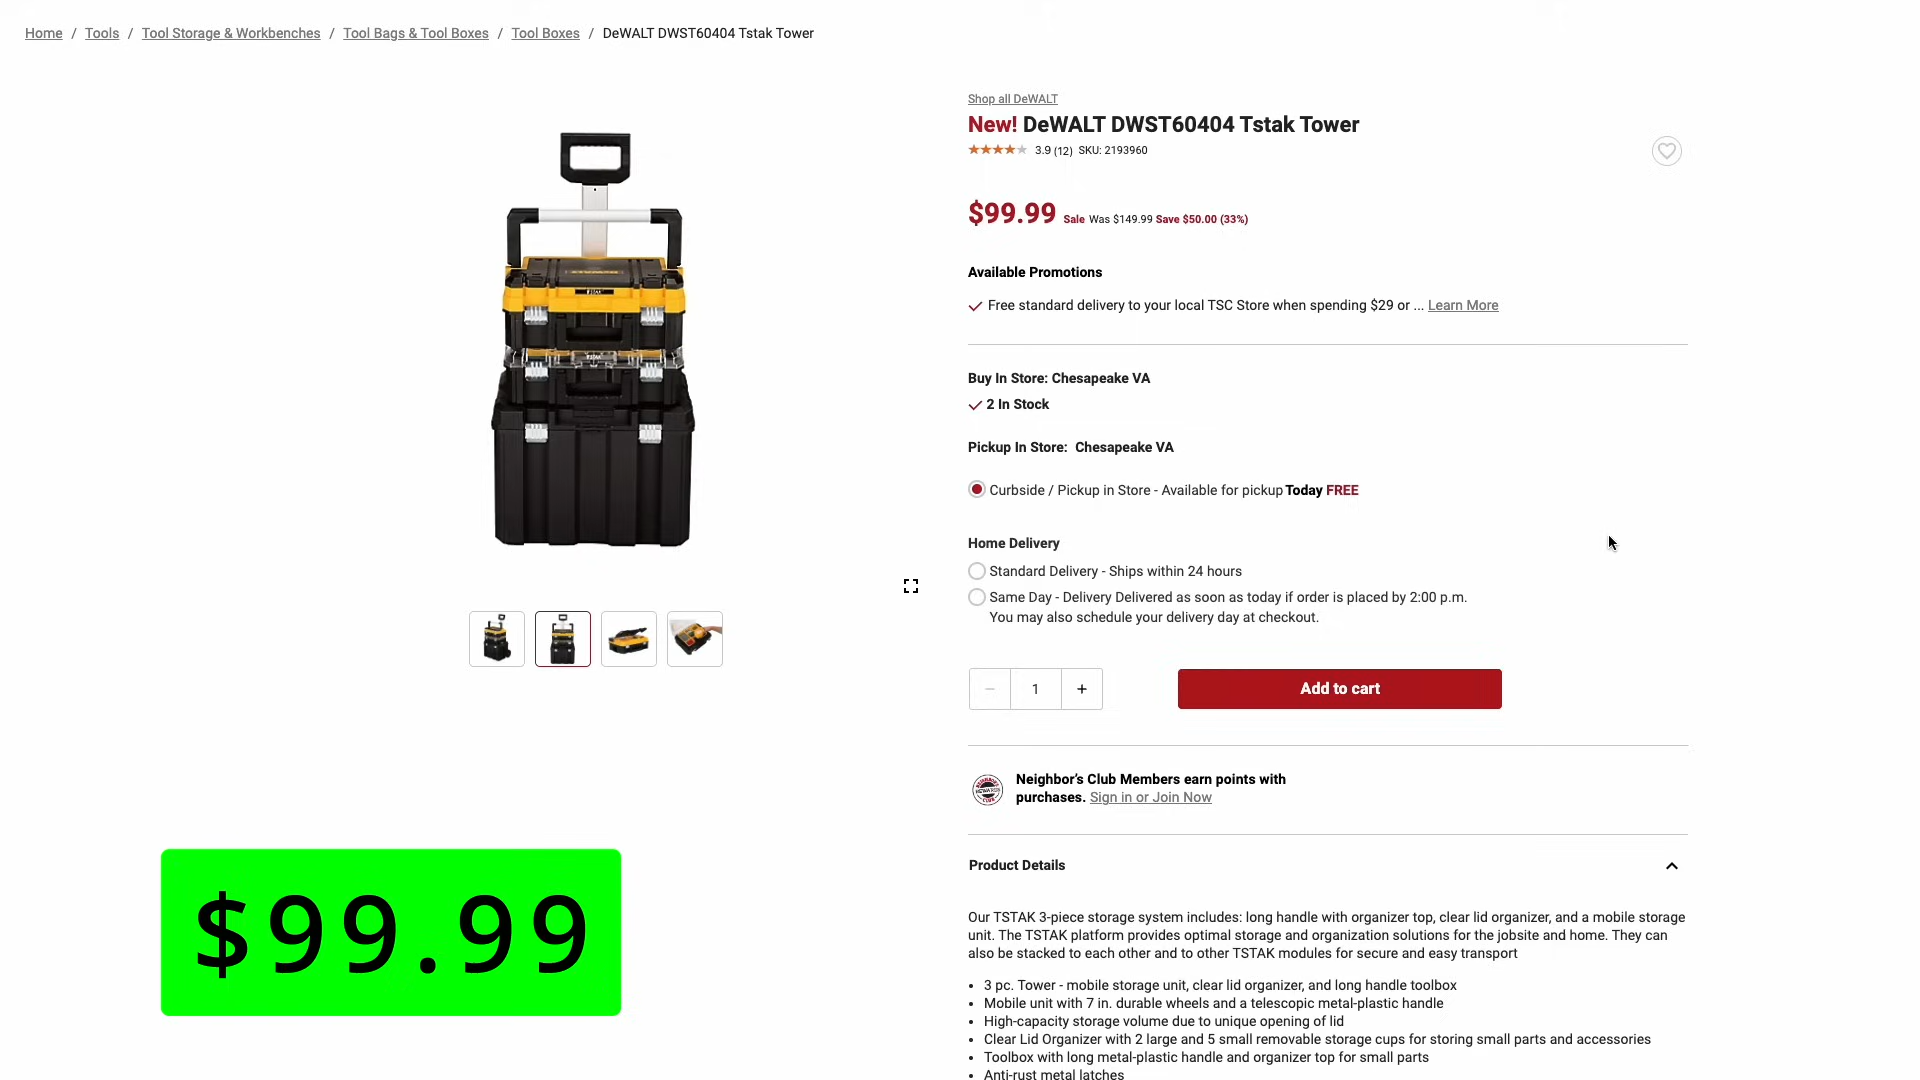 Home / Tools / Tool Storage & Workbenches / Tool Bags & Tool Boxes / Tool Boxes / DeWALT DWST60404 Tstak Tower
Shop all DeWALT
New! DeWALT DWST60404 Tstak Tower
3.9 (12) SKU: 2193960
$99.99 Sale Was $149.99 Save $50.00 (33%)
Available Promotions
Free standard delivery to your local TSC Store when spending $29 or ... Learn More
Buy In Store: Chesapeake VA
2 In Stock
Pickup In Store: Chesapeake VA
Curbside / Pickup in Store - Available for pickup Today FREE
Home Delivery
Standard Delivery - Ships within 24 hours
Same Day - Delivery Delivered as soon as today if order is placed by 2:00 p.m.
You may also schedule your delivery day at checkout.
− 1 +
Add to cart
Neighbor's Club Members earn points with
purchases. Sign in or Join Now
Product Details
Our TSTAK 3-piece storage system includes: long handle with organizer top, clear lid organizer, and a mobile storage
unit. The TSTAK platform provides optimal storage and organization solutions for the jobsite and home. They can
also be stacked to each other and to other TSTAK modules for secure and easy transport
• 3 pc. Tower - mobile storage unit, clear lid organizer, and long handle toolbox
• Mobile unit with 7 in. durable wheels and a telescopic metal-plastic handle
• High-capacity storage volume due to unique opening of lid
• Clear Lid Organizer with 2 large and 5 small removable storage cups for storing small parts and accessories
• Toolbox with long metal-plastic handle and organizer top for small parts
• Anti-rust metal latches
$99.99